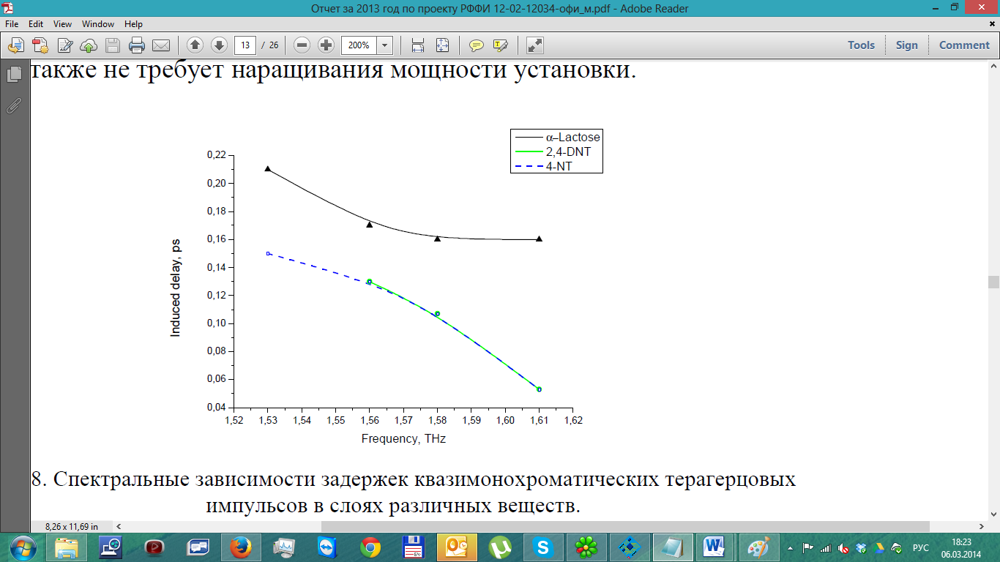 Отчет за 2013 год по проекту РФФИ 12-02-12034-офи_м.pdf - Adobe Reader
File Edit View Window Help
13 / 26 200% Tools Sign Comment
также не требует наращивания мощности установки.
α–Lactose
2,4-DNT
4-NT
0,22
0,20
0,18
0,16
0,14
0,12
0,10
0,08
0,06
0,04
Induced delay, ps
1,52 1,53 1,54 1,55 1,56 1,57 1,58 1,59 1,60 1,61 1,62
Frequency, THz
8. Спектральные зависимости задержек квазимонохроматических терагерцовых
импульсов в слоях различных веществ.
8,26 x 11,69 in
64
РУС
18:23
06.03.2014